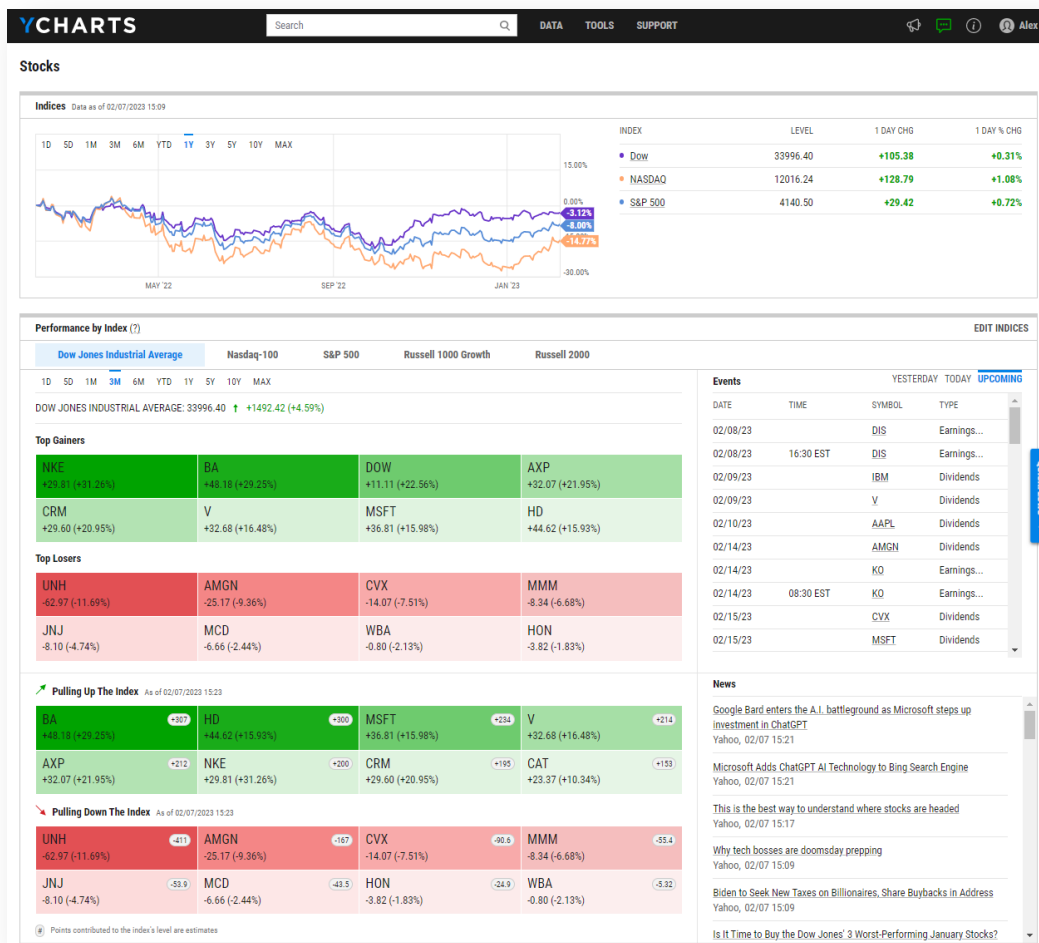 YCHARTS
Search
DATA TOOLS SUPPORT
Alex
Stocks
Indices Data as of 02/07/2023 15:09
1D 5D 1M 3M 6M YTD 1Y 3Y 5Y 10Y MAX
15.00%
0.00%
-3.12%
-8.00%
-14.77%
-30.00%
MAY '22 SEP '22 JAN '23
INDEX LEVEL 1 DAY CHG 1 DAY % CHG
Dow 33996.40 +105.38 +0.31%
NASDAQ 12016.24 +128.79 +1.08%
S&P 500 4140.50 +29.42 +0.72%
Performance by Index (?) EDIT INDICES
Dow Jones Industrial Average Nasdaq-100 S&P 500 Russell 1000 Growth Russell 2000
1D 5D 1M 3M 6M YTD 1Y 5Y 10Y MAX
DOW JONES INDUSTRIAL AVERAGE: 33996.40 ↑ +1492.42 (+4.59%)
Top Gainers
NKE BA DOW AXP
+29.81 (+31.26%) +48.18 (+29.25%) +11.11 (+22.56%) +32.07 (+21.95%)
CRM V MSFT HD
+29.60 (+20.95%) +32.68 (+16.48%) +36.81 (+15.98%) +44.62 (+15.93%)
Top Losers
UNH AMGN CVX MMM
-62.97 (-11.69%) -25.17 (-9.36%) -14.07 (-7.51%) -8.34 (-6.68%)
JNJ MCD WBA HON
-8.10 (-4.74%) -6.66 (-2.44%) -0.80 (-2.13%) -3.82 (-1.83%)
Pulling Up The Index As of 02/07/2023 15:23
BA +307 HD +300 MSFT +234 V +214
+48.18 (+29.25%) +44.62 (+15.93%) +36.81 (+15.98%) +32.68 (+16.48%)
AXP +212 NKE +200 CRM +195 CAT +153
+32.07 (+21.95%) +29.81 (+31.26%) +29.60 (+20.95%) +23.37 (+10.34%)
Pulling Down The Index As of 02/07/2023 15:23
UNH -411 AMGN -167 CVX -90.6 MMM -55.4
-62.97 (-11.69%) -25.17 (-9.36%) -14.07 (-7.51%) -8.34 (-6.68%)
JNJ -53.9 MCD -43.5 HON -24.9 WBA -5.32
-8.10 (-4.74%) -6.66 (-2.44%) -3.82 (-1.83%) -0.80 (-2.13%)
# Points contributed to the index's level are estimates
Events YESTERDAY TODAY UPCOMING
DATE TIME SYMBOL TYPE
02/08/23 DIS Earnings...
02/08/23 16:30 EST DIS Earnings...
02/09/23 IBM Dividends
02/09/23 V Dividends
02/10/23 AAPL Dividends
02/14/23 AMGN Dividends
02/14/23 KO Earnings...
02/14/23 08:30 EST KO Earnings...
02/15/23 CVX Dividends
02/15/23 MSFT Dividends
News
Google Bard enters the A.I. battleground as Microsoft steps up
investment in ChatGPT
Yahoo, 02/07 15:21
Microsoft Adds ChatGPT AI Technology to Bing Search Engine
Yahoo, 02/07 15:21
This is the best way to understand where stocks are headed
Yahoo, 02/07 15:17
Why tech bosses are doomsday prepping
Yahoo, 02/07 15:09
Biden to Seek New Taxes on Billionaires, Share Buybacks in Address
Yahoo, 02/07 15:09
Is It Time to Buy the Dow Jones' 3 Worst-Performing January Stocks?